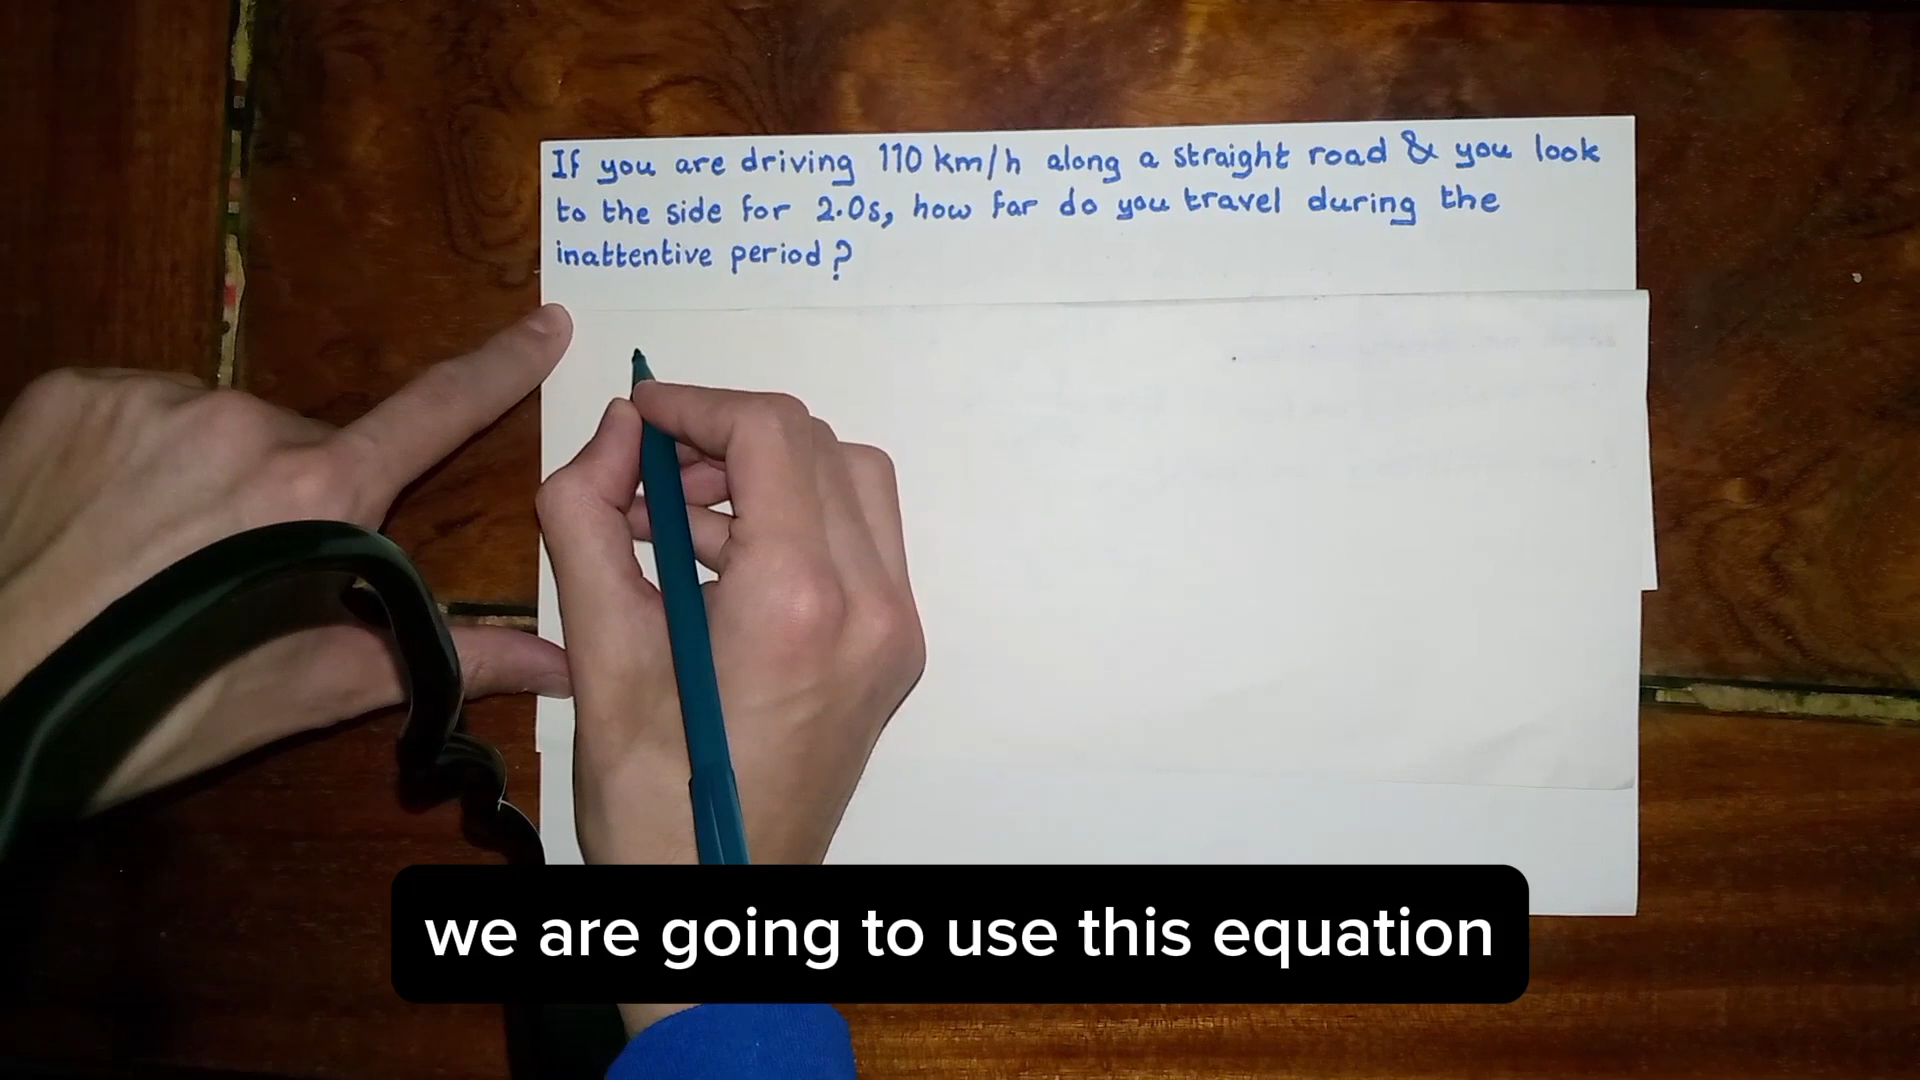 If you are driving 110 km/h along a straight road & you look
to the side for 2.0s, how far do you travel during the
inattentive period?
we are going to use this equation